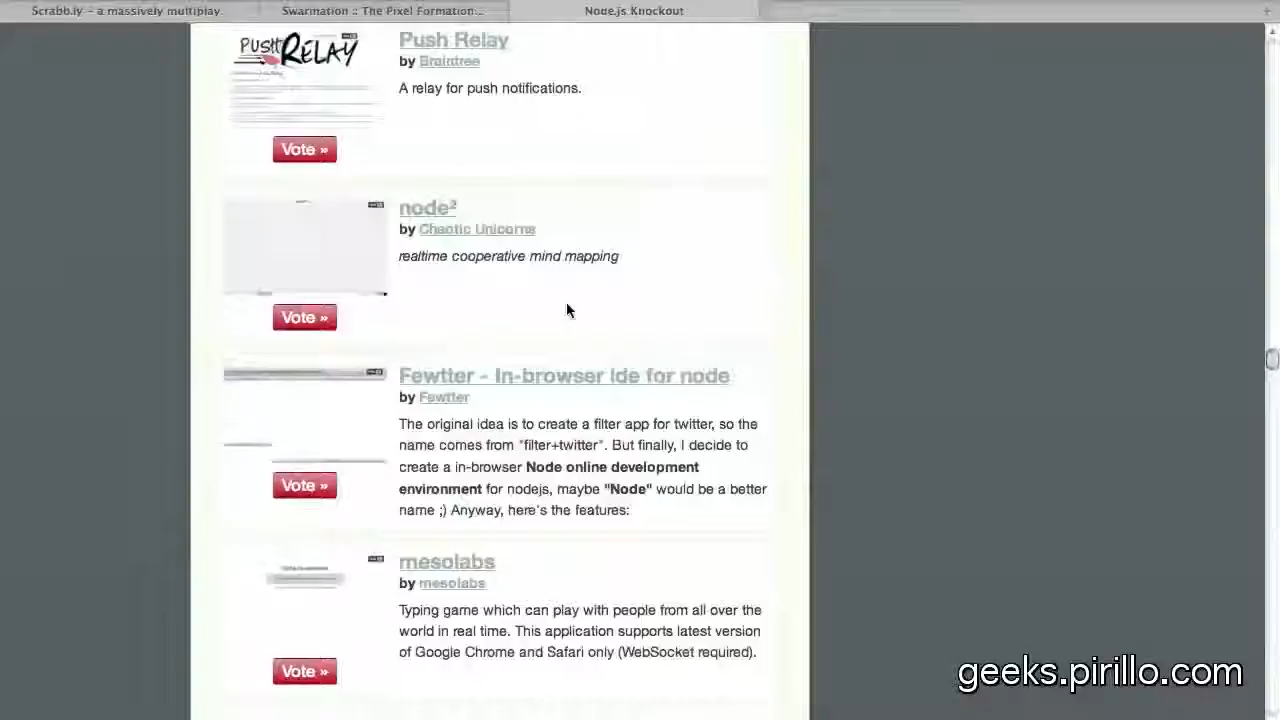 Scrabb.ly - a massively multiplay.
Swarmation :: The Pixel Formation...
Node.js Knockout
PUSH RELAY
Push Relay
by Braintree
A relay for push notifications.
Vote »
node²
by Chaotic Unicorns
realtime cooperative mind mapping
Vote »
Fewtter - In-browser ide for node
by Fewtter
The original idea is to create a filter app for twitter, so the
name comes from "filter+twitter". But finally, I decide to
create a in-browser Node online development
environment for nodejs, maybe "Node" would be a better
name ;) Anyway, here's the features:
Vote »
mesolabs
by mesolabs
Typing game which can play with people from all over the
world in real time. This application supports latest version
of Google Chrome and Safari only (WebSocket required).
Vote »
geeks.pirillo.com